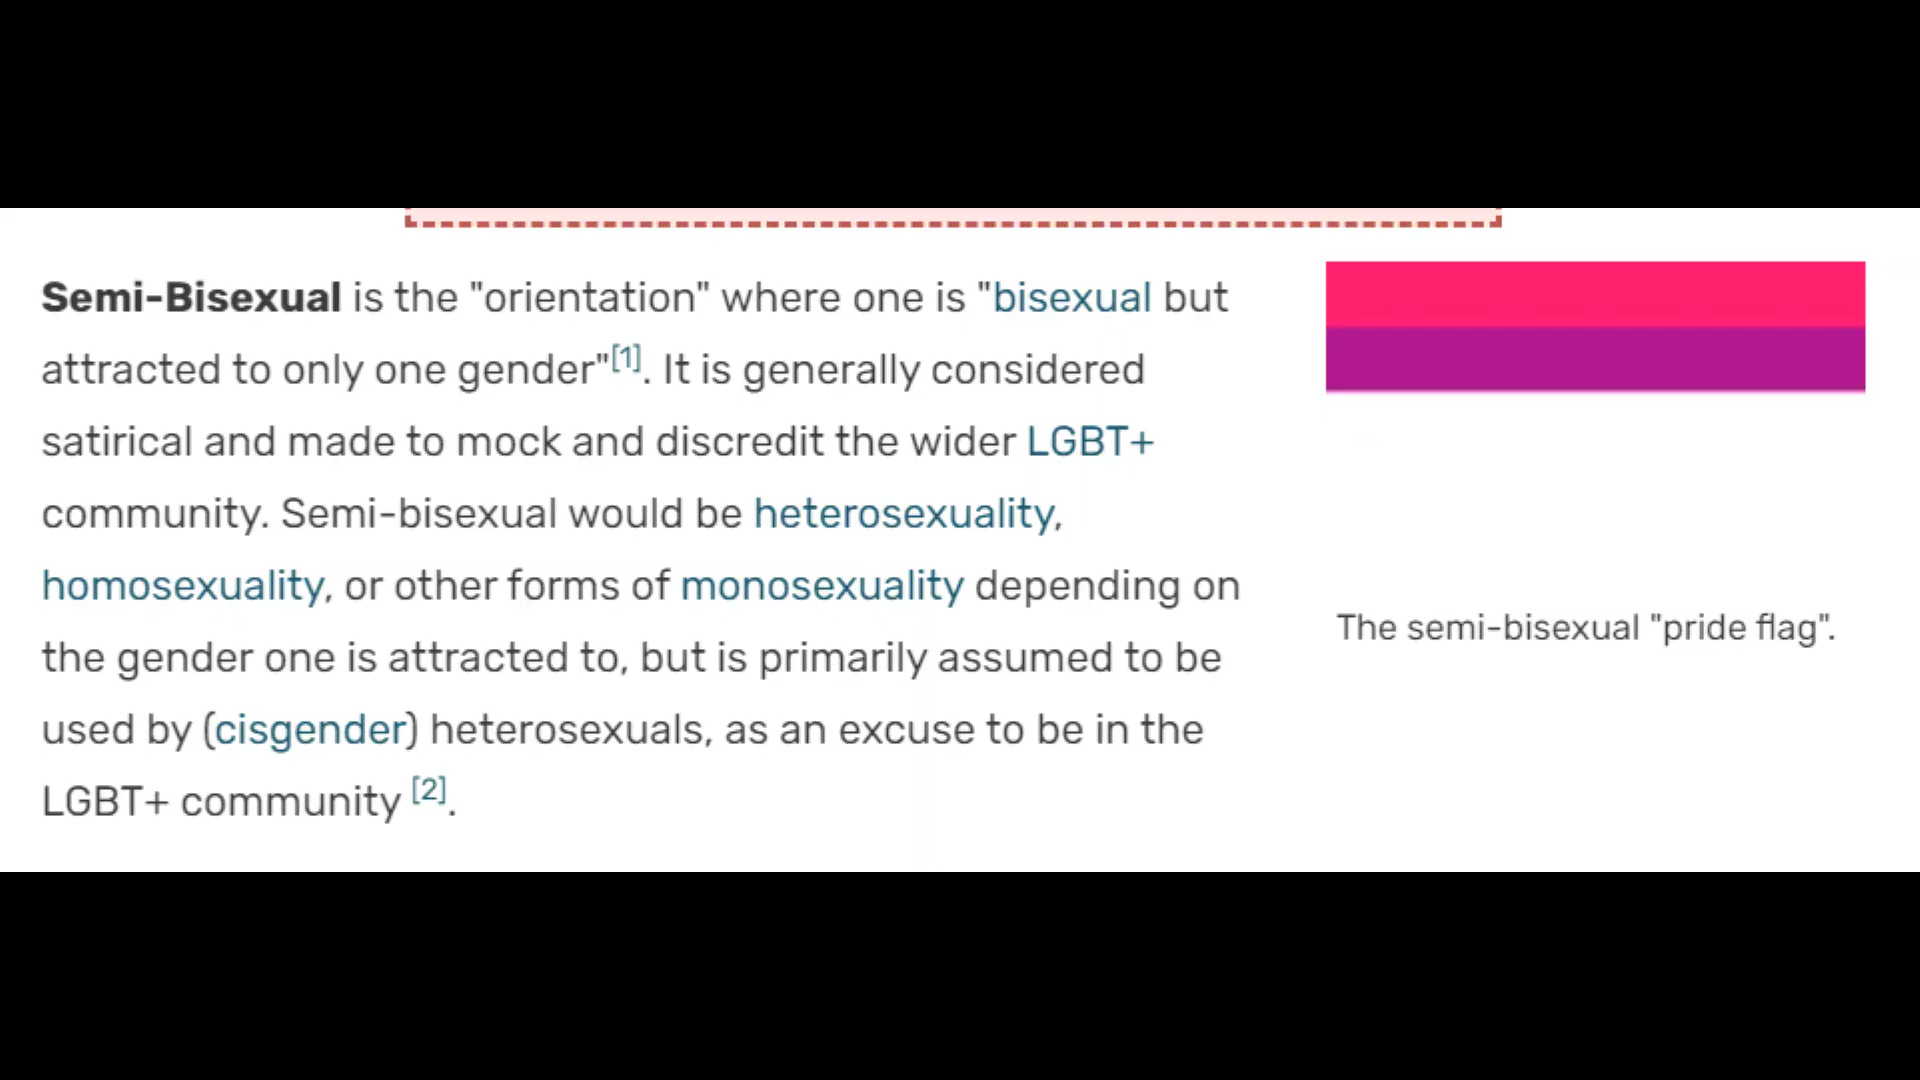 Semi-Bisexual is the "orientation" where one is "bisexual but
attracted to only one gender"[1]. It is generally considered
satirical and made to mock and discredit the wider LGBT+
community. Semi-bisexual would be heterosexuality,
homosexuality, or other forms of monosexuality depending on
the gender one is attracted to, but is primarily assumed to be
used by (cisgender) heterosexuals, as an excuse to be in the
LGBT+ community [2].
The semi-bisexual "pride flag".